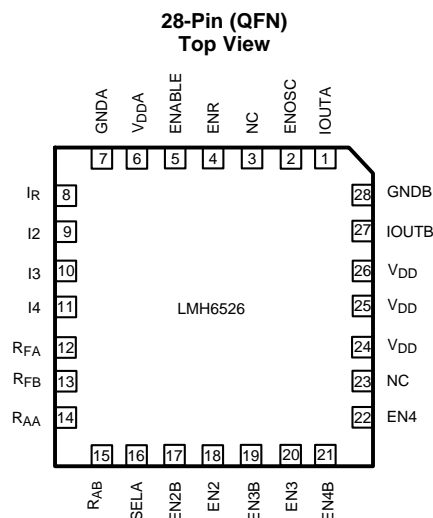 28-Pin (QFN)
Top View
GNDA
VDDA
ENABLE
ENR
NC
ENOSC
IOUTA
7 6 5 4 3 2 1
IR 8
I2 9
I3 10
I4 11
RFA 12
RFB 13
RAA 14
LMH6526
28 GNDB
27 IOUTB
26 VDD
25 VDD
24 VDD
23 NC
22 EN4
15 16 17 18 19 20 21
RAB
SELA
EN2B
EN2
EN3B
EN3
EN4B